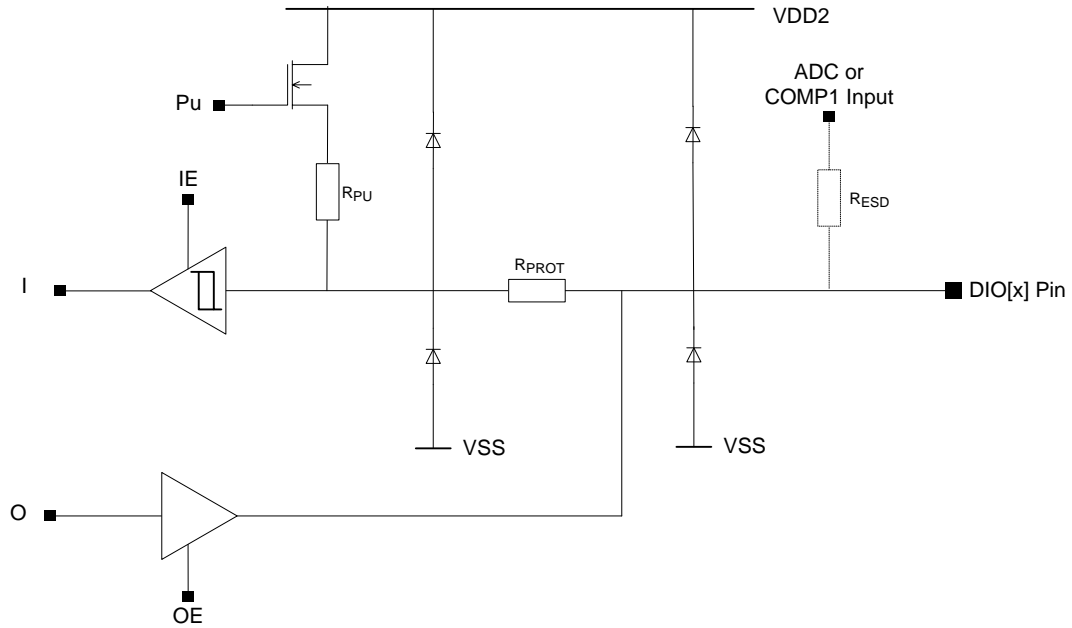 VDD2
ADC or
COMP1 Input
Pu
IE
RPU
RESD
RPROT
I
DIO[x] Pin
VSS
VSS
O
OE